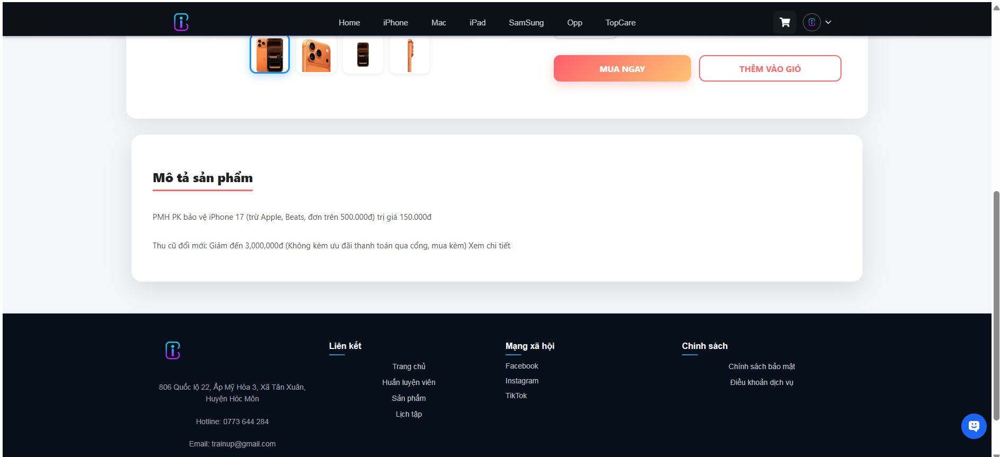 Home iPhone Mac iPad SamSung Opp TopCare
MUA NGAY
THÊM VÀO GIỎ
Mô tả sản phẩm
PMH PK bảo vệ iPhone 17 (trừ Apple, Beats, đơn trên 500.000đ) trị giá 150.000đ
Thu cũ đổi mới: Giảm đến 3,000,000đ (Không kèm ưu đãi thanh toán qua cổng, mua kèm) Xem chi tiết
806 Quốc lộ 22, Ấp Mỹ Hòa 3, Xã Tân Xuân,
Huyện Hóc Môn
Hotline: 0773 644 284
Email: trainup@gmail.com
Liên kết
Trang chủ
Huấn luyện viên
Sản phẩm
Lịch tập
Mạng xã hội
Facebook
Instagram
TikTok
Chính sách
Chính sách bảo mật
Điều khoản dịch vụ